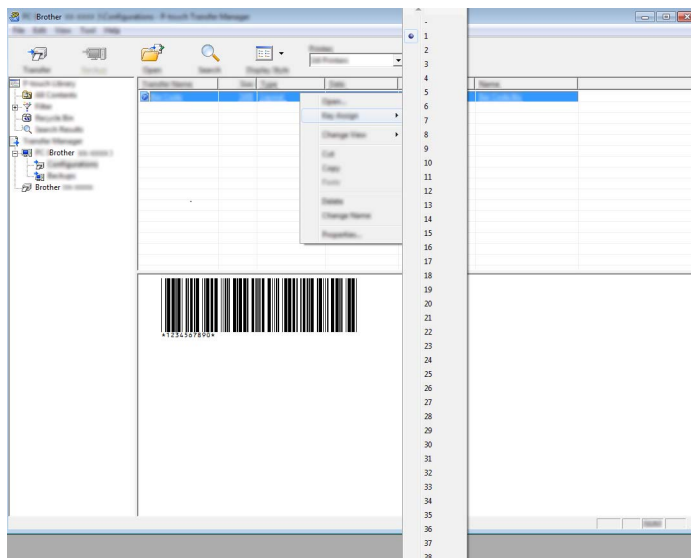 Brother
Configurations - P-touch Transfer Manager
File Edit View Tool Help
Transfer
Open Search Display Style
P-touch Library
All Contents
Filter
Recycle Bin
Search Results
Transfer Manager
Brother
Configurations
Backups
Brother
Transfer Name Size Type Date Name
Bar Code
Open...
Key Assign
Change View
Cut
Copy
Paste
Delete
Change Name
Properties...
*1234567890*
-
1
2
3
4
5
6
7
8
9
10
11
12
13
14
15
16
17
18
19
20
21
22
23
24
25
26
27
28
29
30
31
32
33
34
35
36
37
38